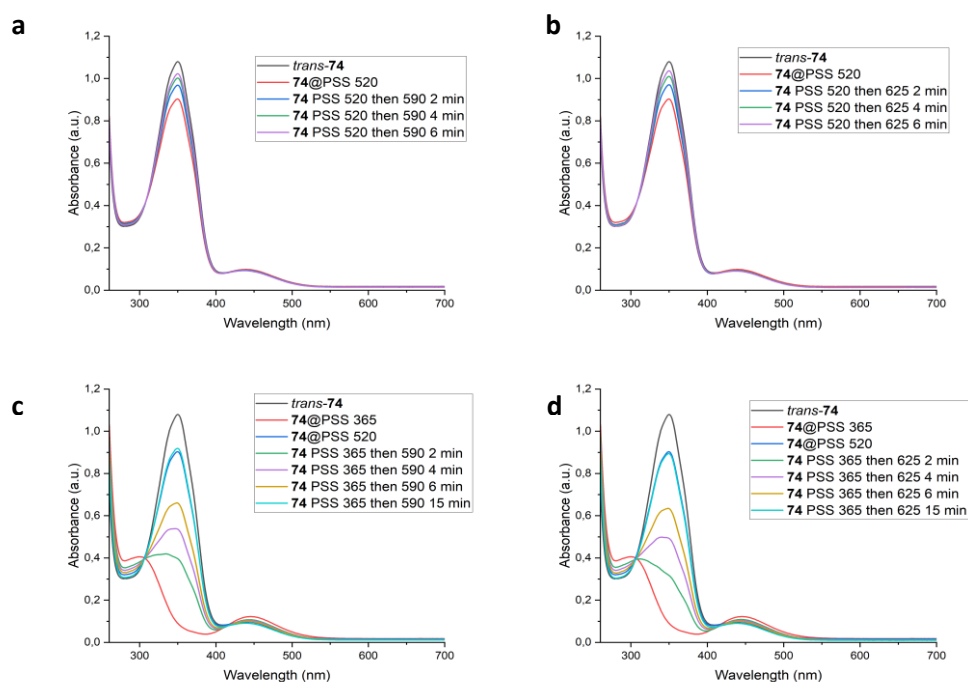 a
trans-74
74@PSS 520
74 PSS 520 then 590 2 min
74 PSS 520 then 590 4 min
74 PSS 520 then 590 6 min
Absorbance (a.u.)
1,2
1,0
0,8
0,6
0,4
0,2
0,0
300 400 500 600 700
Wavelength (nm)
b
trans-74
74@PSS 520
74 PSS 520 then 625 2 min
74 PSS 520 then 625 4 min
74 PSS 520 then 625 6 min
Absorbance (a.u.)
1,2
1,0
0,8
0,6
0,4
0,2
0,0
300 400 500 600 700
Wavelength (nm)
c
trans-74
74@PSS 365
74@PSS 520
74 PSS 365 then 590 2 min
74 PSS 365 then 590 4 min
74 PSS 365 then 590 6 min
74 PSS 365 then 590 15 min
Absorbance (a.u.)
1,2
1,0
0,8
0,6
0,4
0,2
0,0
300 400 500 600 700
Wavelength (nm)
d
trans-74
74@PSS 365
74@PSS 520
74 PSS 365 then 625 2 min
74 PSS 365 then 625 4 min
74 PSS 365 then 625 6 min
74 PSS 365 then 625 15 min
Absorbance (a.u.)
1,2
1,0
0,8
0,6
0,4
0,2
0,0
300 400 500 600 700
Wavelength (nm)